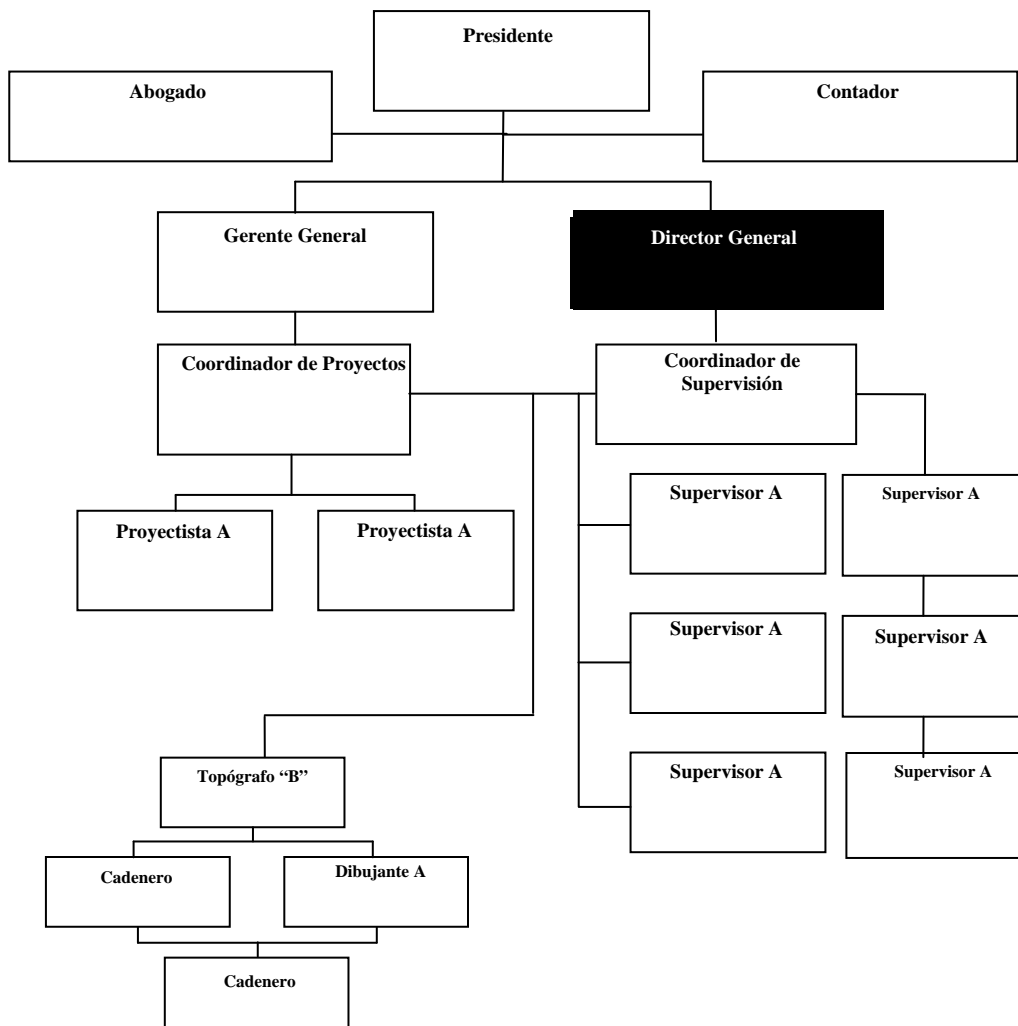 Presidente
Abogado
Contador
Gerente General
Director General
Coordinador de Proyectos
Coordinador de
Supervisión
Supervisor A
Supervisor A
Proyectista A
Proyectista A
Supervisor A
Supervisor A
Topógrafo “B”
Supervisor A
Supervisor A
Cadenero
Dibujante A
Cadenero